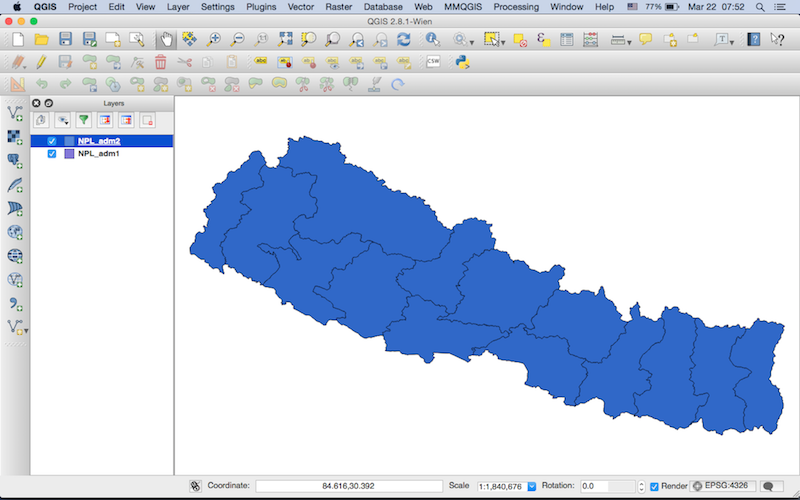 QGIS Project Edit View Layer Settings Plugins Vector Raster Database Web MMQGIS Processing Window Help 77% Mar 22 07:52
QGIS 2.8.1-Wien
CSW
Layers
NPL_adm2
NPL_adm1
Coordinate: 84.616,30.392 Scale 1:1,840,676 Rotation: 0.0 Render EPSG:4326